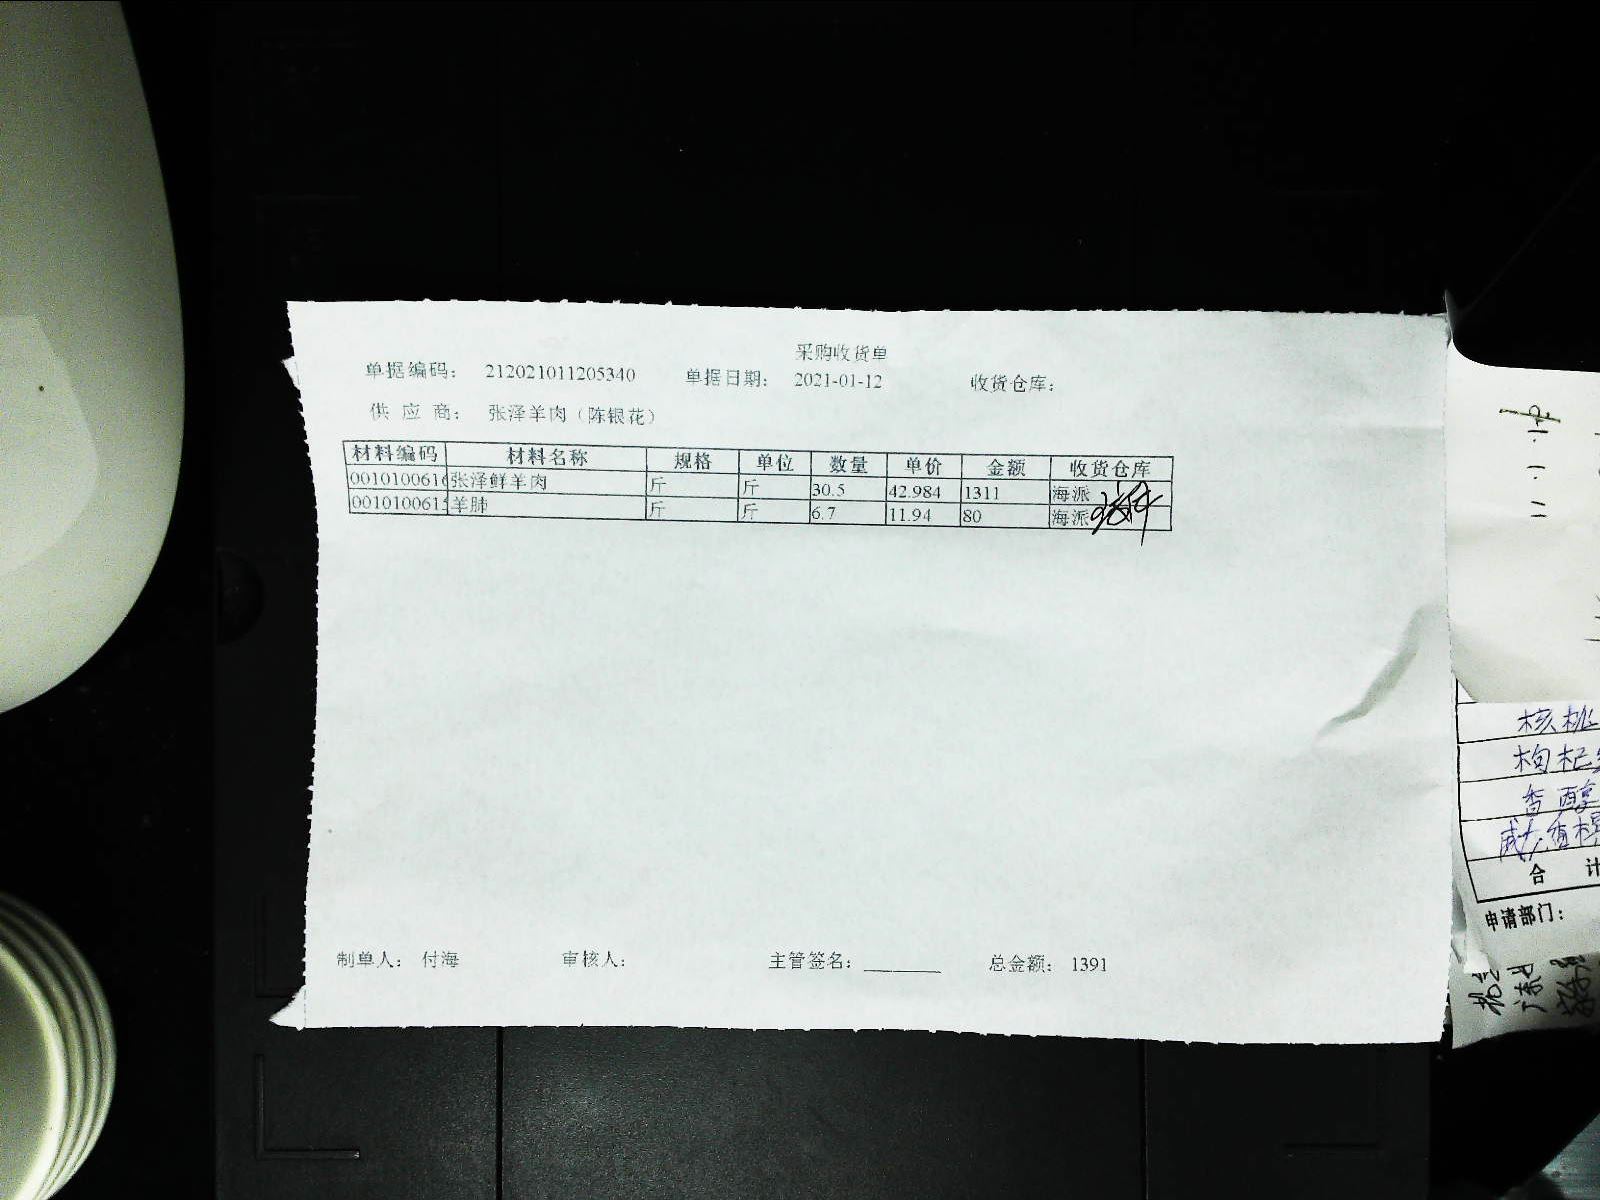 采购收货单
单据编码： 212021011205340 单据日期： 2021-01-12 收货仓库：
供 应 商： 张泽羊肉（陈银花）
材料编码 材料名称 规格 单位 数量 单价 金额 收货仓库
0010100616 张泽鲜羊肉 斤 斤 30.5 42.984 1311 海派
001010061 羊肺 斤 斤 6.7 11.94 80 海派
制单人： 付海 审核人： 主管签名： 总金额： 1391
核桃
枸杞
香醇
合 计
申请部门：